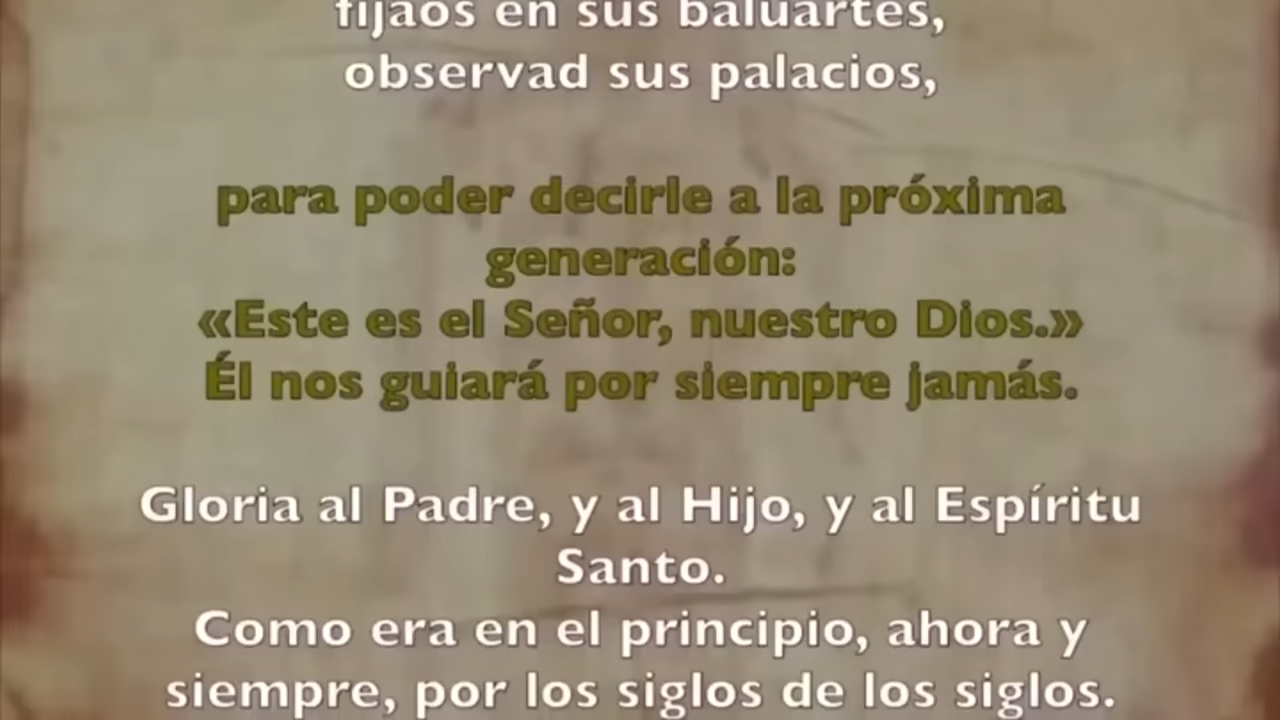 fijaos en sus baluartes,
observad sus palacios,
para poder decirle a la próxima
generación:
«Este es el Señor, nuestro Dios.»
Él nos guiará por siempre jamás.
Gloria al Padre, y al Hijo, y al Espíritu
Santo.
Como era en el principio, ahora y
siempre, por los siglos de los siglos.